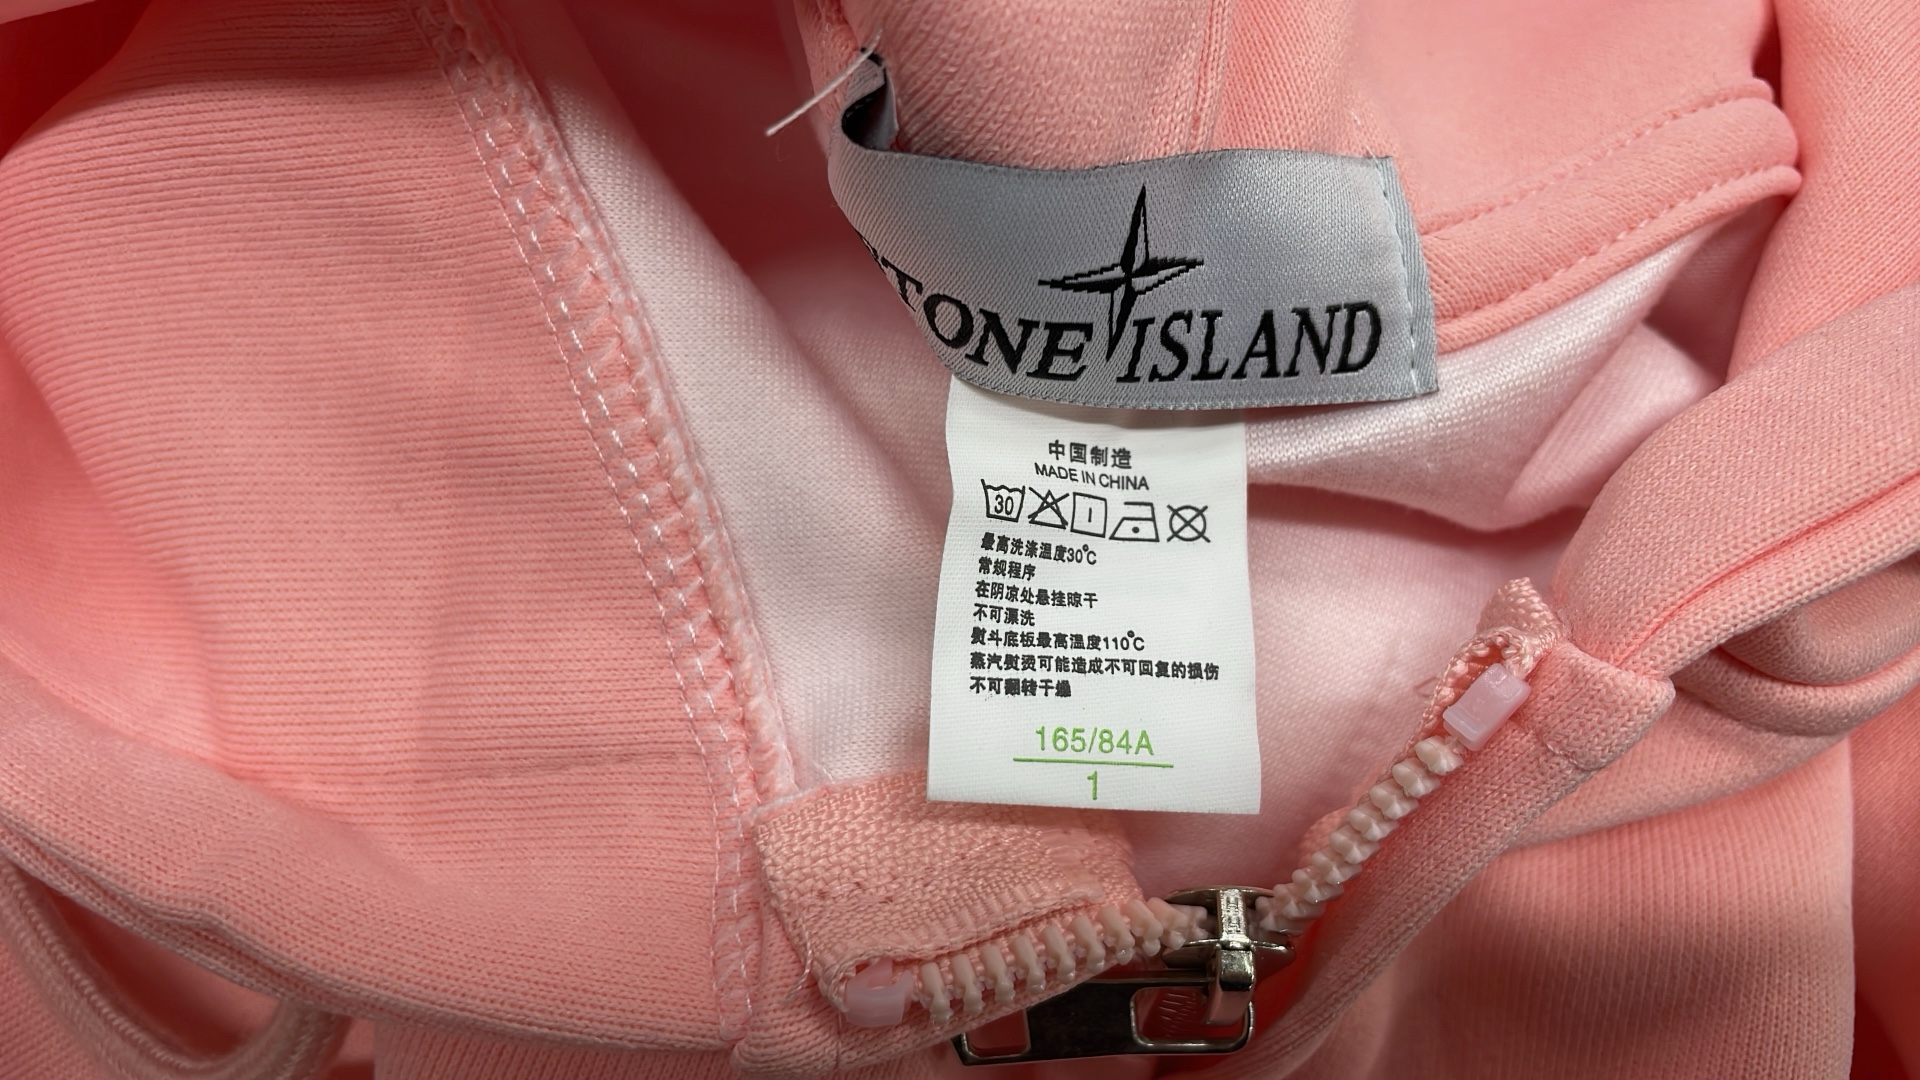 STONE ISLAND
中国制造
MADE IN CHINA
30
最高洗涤温度30℃
常规程序
在阴凉处悬挂晾干
不可漂洗
熨斗底板最高温度110℃
蒸汽熨烫可能造成不可回复的损伤
不可翻转干燥
165/84A
1